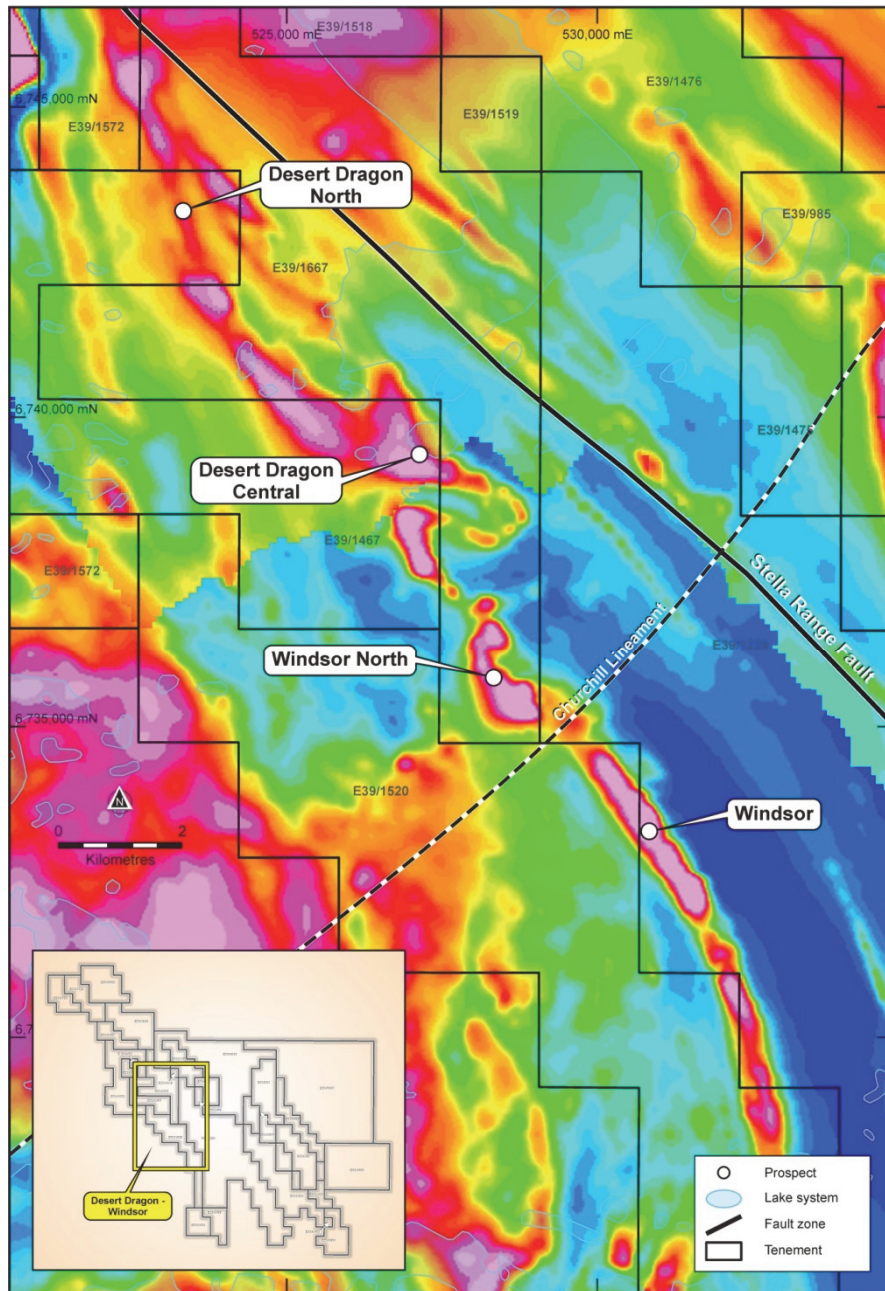 525,000 mE
530,000 mE
E39/1518
E39/1476
6,745,000 mN
E39/1519
E39/1572
Desert Dragon
North
E39/985
E39/1667
6,740,000 mN
E39/1475
Desert Dragon
Central
E39/1467
E39/1572
Stella Range Fault
Churchill Lineament
Windsor North
6,735,000 mN
E39/1520
N
0 2
Kilometres
Windsor
Desert Dragon -
Windsor
Prospect
Lake system
Fault zone
Tenement